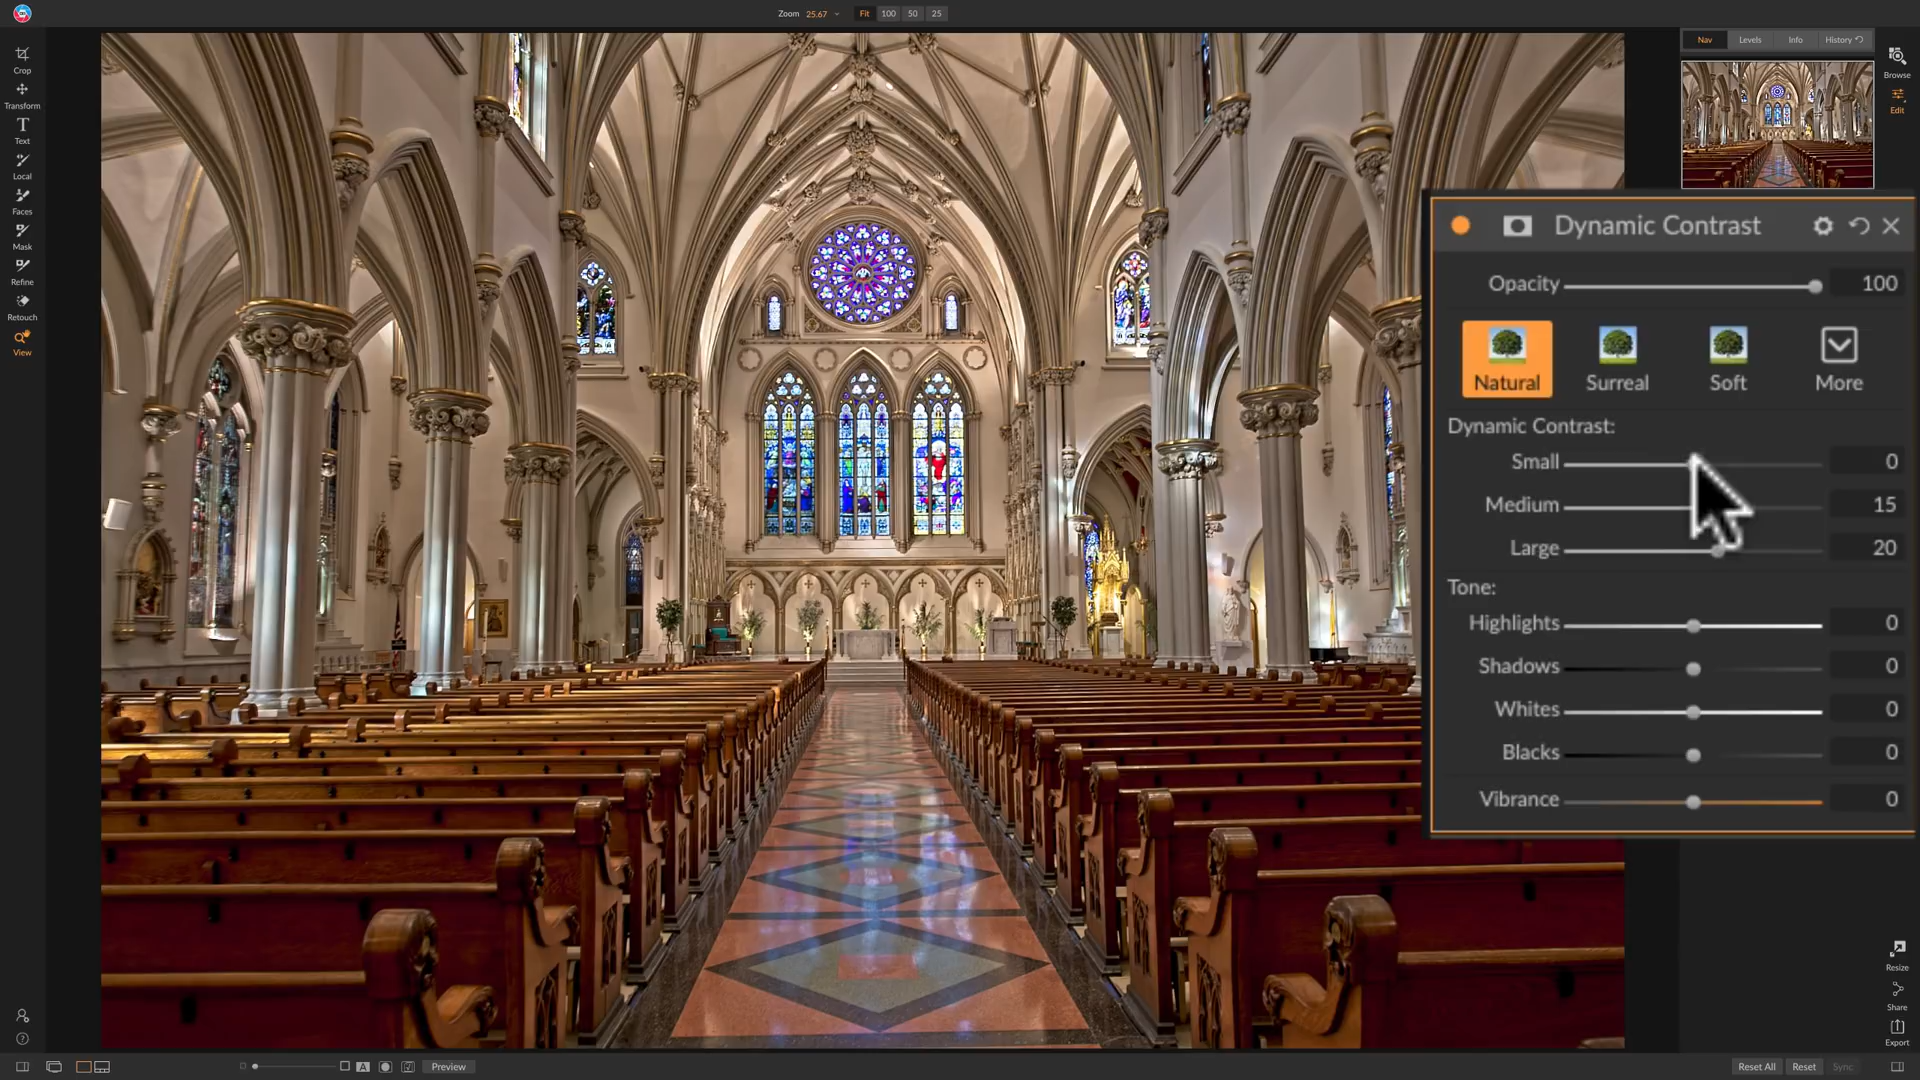 Zoom 25.67 Fit 100 50 25
Nav Levels Info History
Crop
Transform
Text
Local
Faces
Mask
Refine
Retouch
View
Browse
Edit
Dynamic Contrast
Opacity 100
Natural Surreal Soft More
Dynamic Contrast:
Small 0
Medium 15
Large 20
Tone:
Highlights 0
Shadows 0
Whites 0
Blacks 0
Vibrance 0
Resize
Share
Export
A Preview
Reset All Reset Sync